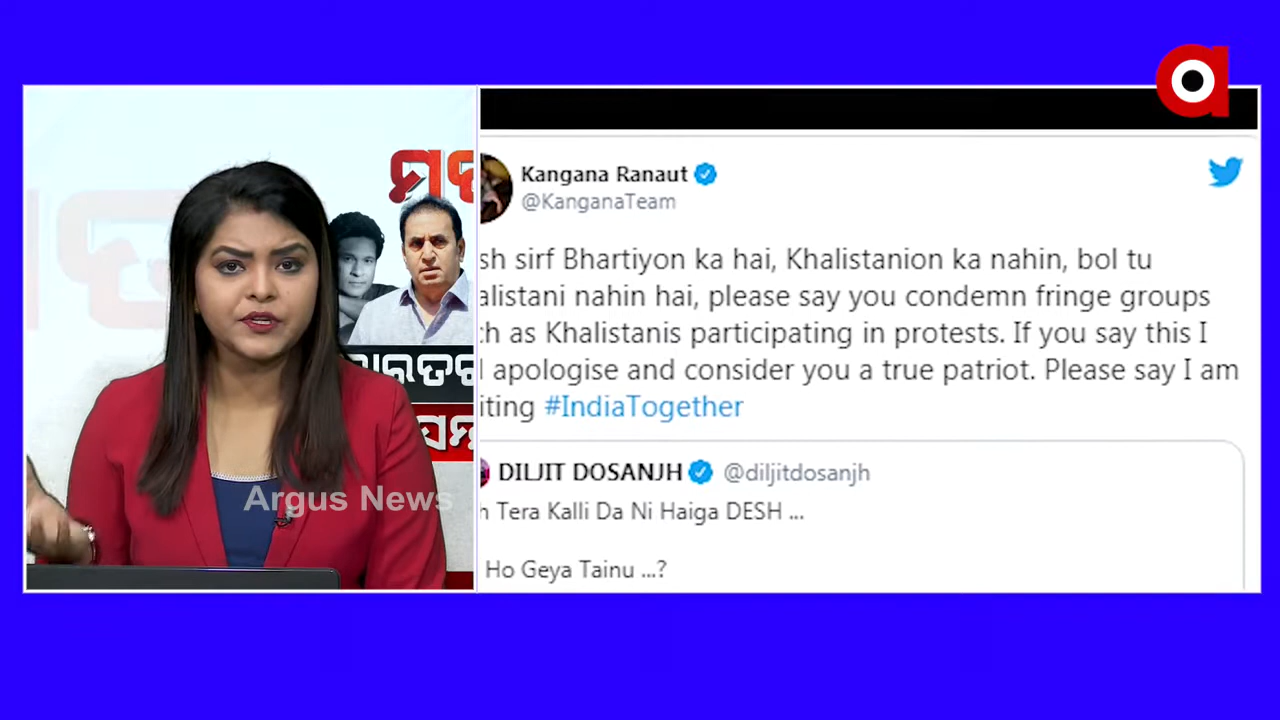 Kangana Ranaut
@KanganaTeam
sh sirf Bhartiyon ka hai, Khalistanion ka nahin, bol tu
alistani nahin hai, please say you condemn fringe groups
ch as Khalistanis participating in protests. If you say this I
l apologise and consider you a true patriot. Please say I am
iting #IndiaTogether
DILJIT DOSANJH @diljitdosanjh
h Tera Kalli Da Ni Haiga DESH ...
Ho Geya Tainu ...?
Argus News